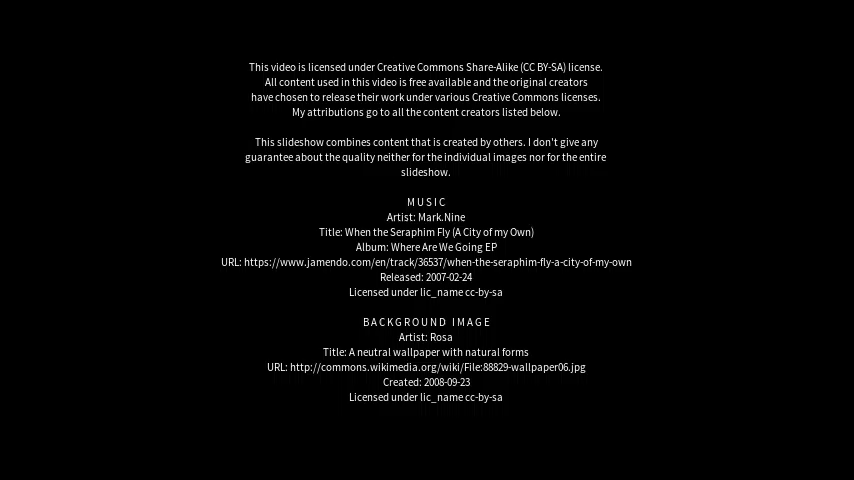 This video is licensed under Creative Commons Share-Alike (CC BY-SA) license.
All content used in this video is free available and the original creators
have chosen to release their work under various Creative Commons licenses.
My attributions go to all the content creators listed below.
This slideshow combines content that is created by others. I don't give any
guarantee about the quality neither for the individual images nor for the entire
slideshow.
MUSIC
Artist: Mark.Nine
Title: When the Seraphim Fly (A City of my Own)
Album: Where Are We Going EP
URL: https://www.jamendo.com/en/track/36537/when-the-seraphim-fly-a-city-of-my-own
Released: 2007-02-24
Licensed under lic_name cc-by-sa
BACKGROUND IMAGE
Artist: Rosa
Title: A neutral wallpaper with natural forms
URL: http://commons.wikimedia.org/wiki/File:88829-wallpaper06.jpg
Created: 2008-09-23
Licensed under lic_name cc-by-sa